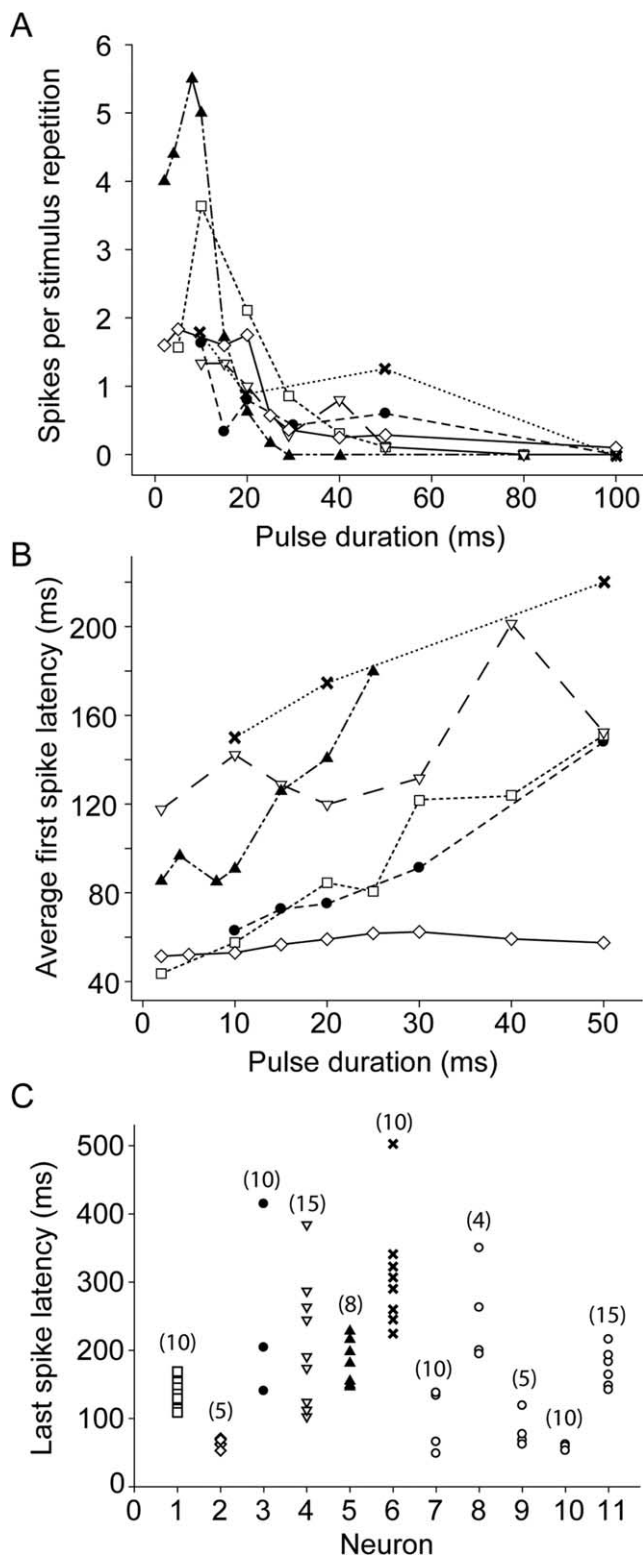 A
6
5
4
3
2
1
0
Spikes per stimulus repetition
0 20 40 60 80 100
Pulse duration (ms)
B
200
160
120
80
40
Average first spike latency (ms)
0 10 20 30 40 50
Pulse duration (ms)
C
500
400
300
200
100
0
Last spike latency (ms)
(10) (5) (10) (15) (8) (10) (10) (4) (5) (10) (15)
1 2 3 4 5 6 7 8 9 10 11
Neuron